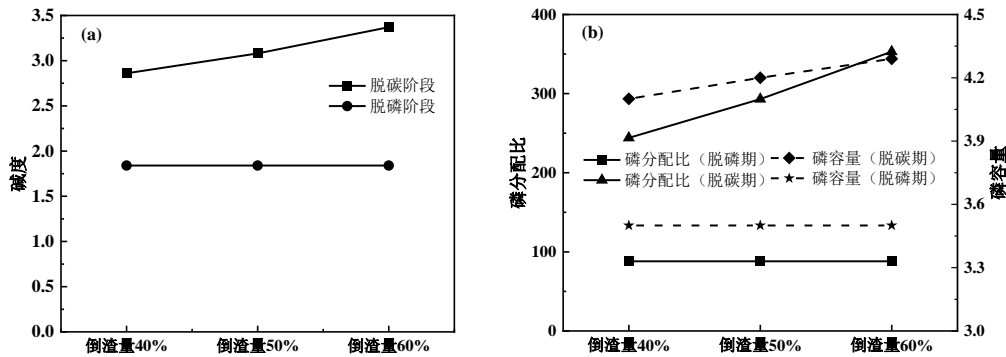 (a)
3.5
3.0
2.5
2.0
1.5
1.0
0.5
0.0
碱度
脱碳阶段
脱磷阶段
倒渣量40%
倒渣量50%
倒渣量60%
(b)
400
300
200
100
0
磷分配比
4.5
4.2
3.9
3.6
3.3
3.0
磷容量
磷分配比（脱磷期）
磷容量（脱碳期）
磷分配比（脱碳期）
磷容量（脱磷期）
倒渣量40%
倒渣量50%
倒渣量60%